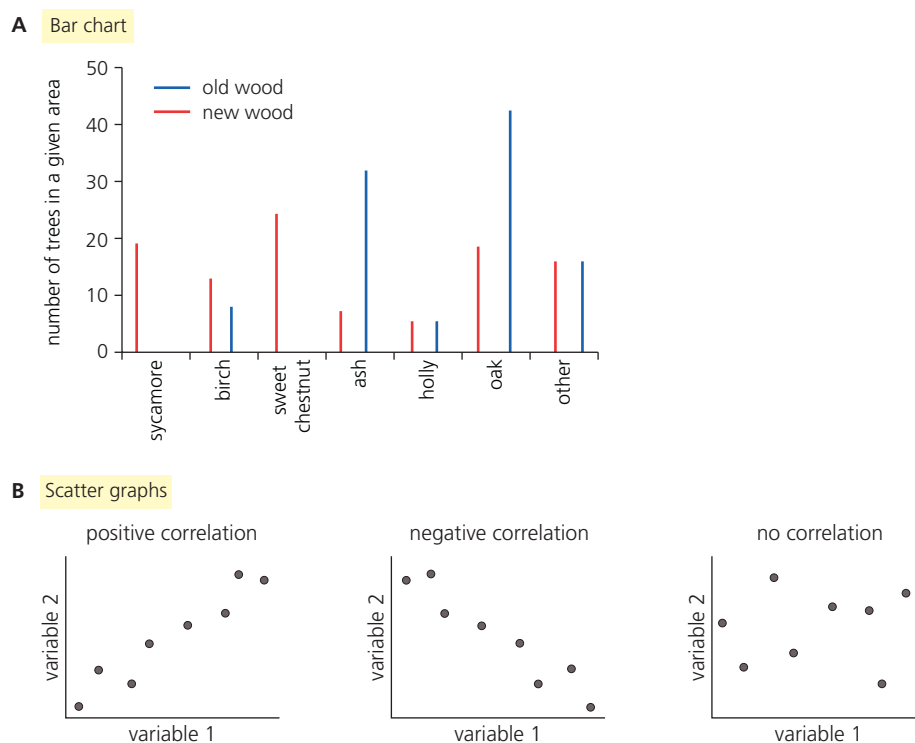 A Bar chart
number of trees in a given area
50
40
30
20
10
0
old wood
new wood
sycamore
birch
sweet
chestnut
ash
holly
oak
other
B Scatter graphs
positive correlation
variable 2
variable 1
negative correlation
variable 2
variable 1
no correlation
variable 2
variable 1